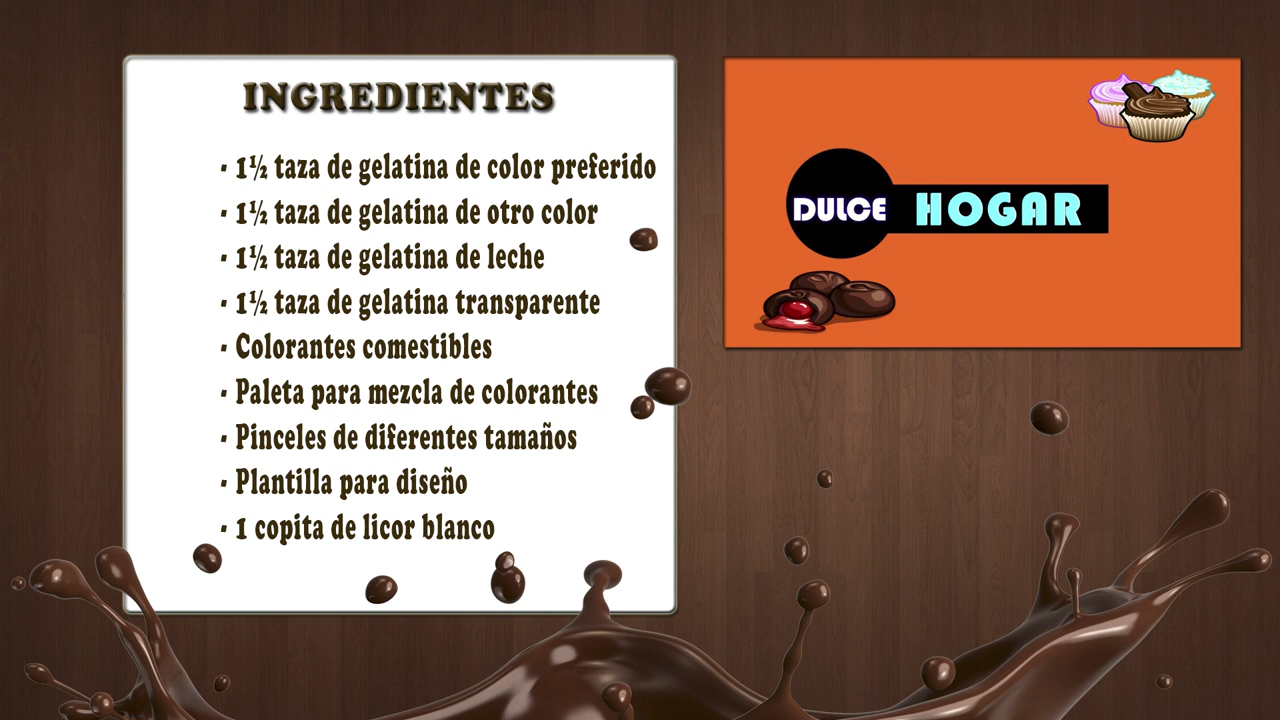 INGREDIENTES
· 1½ taza de gelatina de color preferido
· 1½ taza de gelatina de otro color
· 1½ taza de gelatina de leche
· 1½ taza de gelatina transparente
· Colorantes comestibles
· Paleta para mezcla de colorantes
· Pinceles de diferentes tamaños
· Plantilla para diseño
· 1 copita de licor blanco
DULCE HOGAR